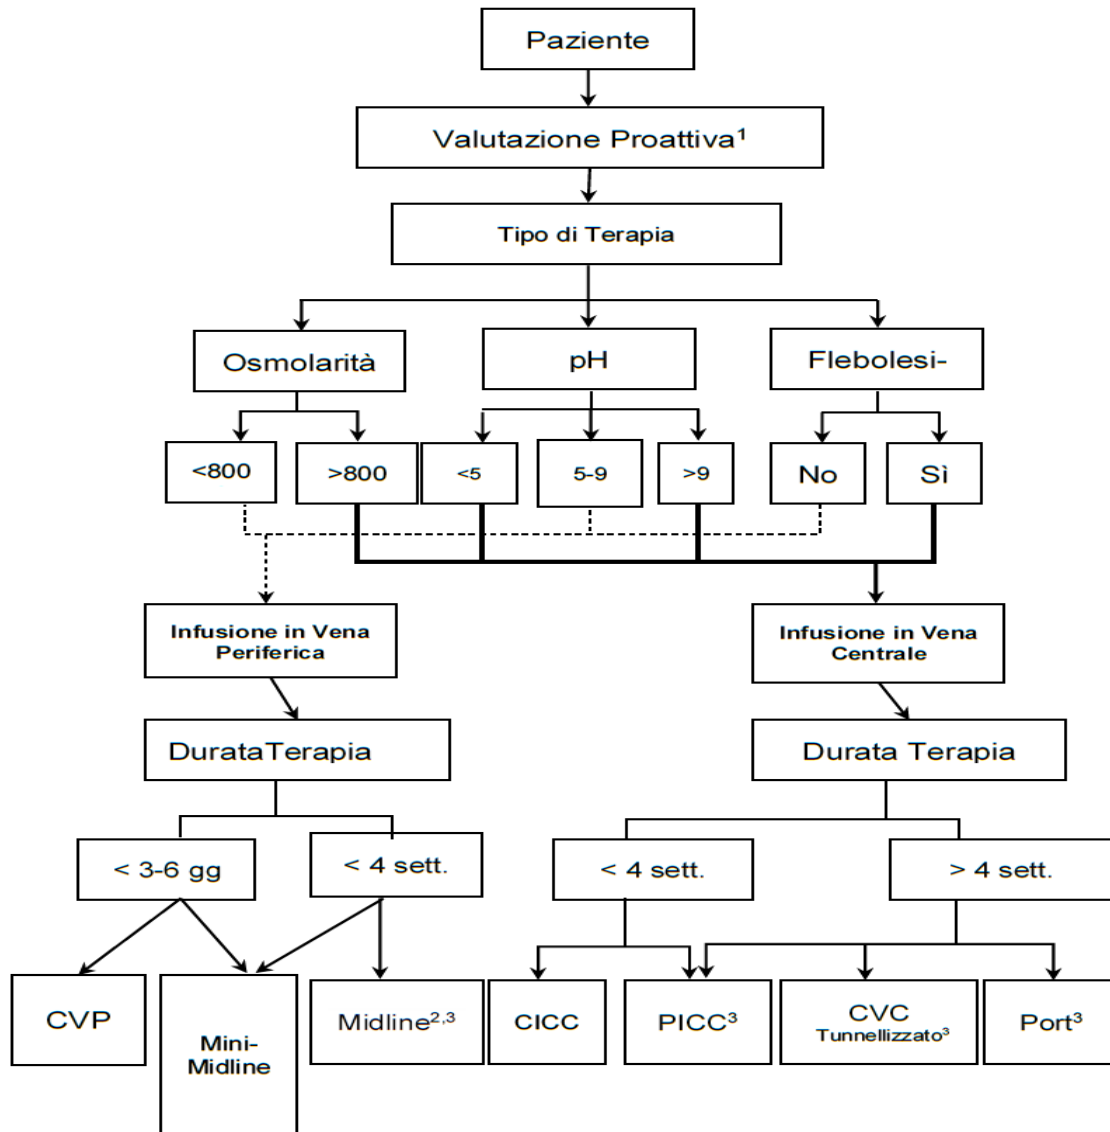 Paziente
Valutazione Proattiva¹
Tipo di Terapia
Osmolarità
pH
Flebolesi-
<800
>800
<5
5-9
>9
No
Sì
Infusione in Vena
Periferica
Infusione in Vena
Centrale
DurataTerapia
Durata Terapia
< 3-6 gg
< 4 sett.
< 4 sett.
> 4 sett.
CVP
Mini-
Midline
Midline²,³
CICC
PICC³
CVC
Tunnellizzato³
Port³